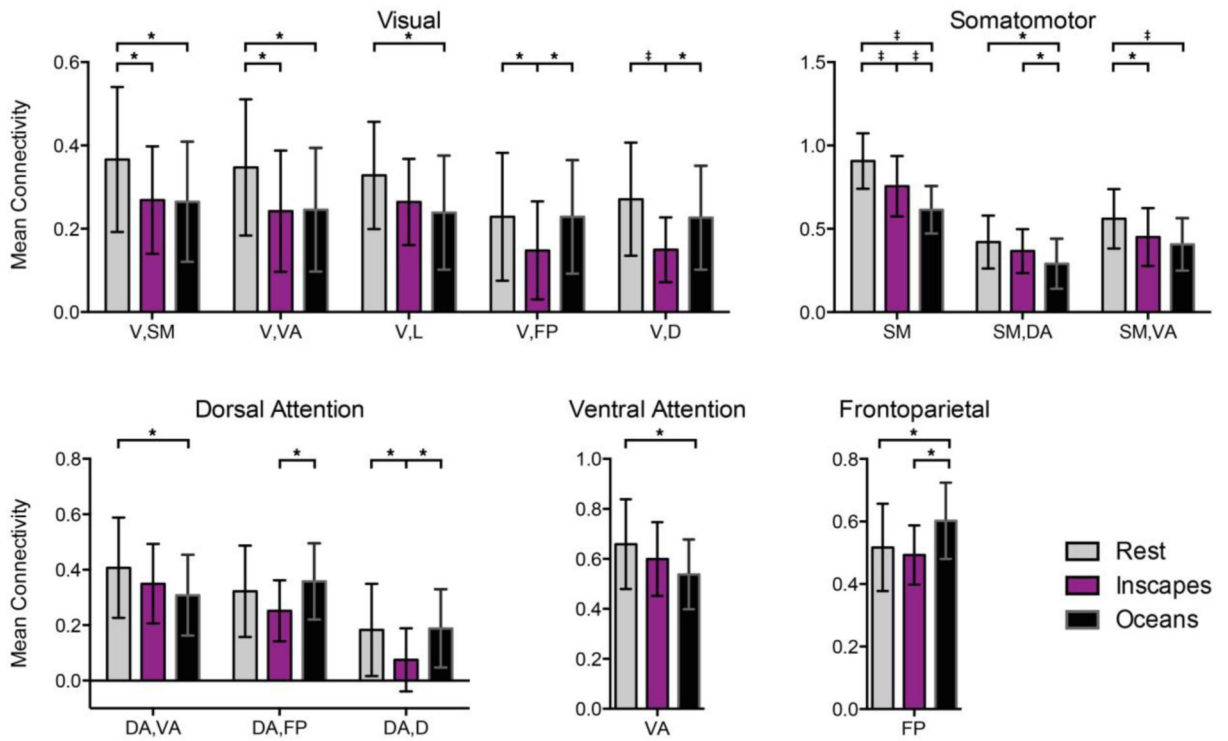 Visual
Somatomotor
* * * ‡ * ‡
* * * * ‡ * ‡ ‡ * *
Mean Connectivity
0.6
0.4
0.2
0.0
V,SM V,VA V,L V,FP V,D
1.5
1.0
0.5
0.0
SM SM,DA SM,VA
Dorsal Attention
Ventral Attention
Frontoparietal
* * *
* * * *
Mean Connectivity
0.8
0.6
0.4
0.2
0.0
DA,VA DA,FP DA,D
1.0
0.8
0.6
0.4
0.2
0.0
VA
0.8
0.6
0.4
0.2
0.0
FP
Rest
Inscapes
Oceans